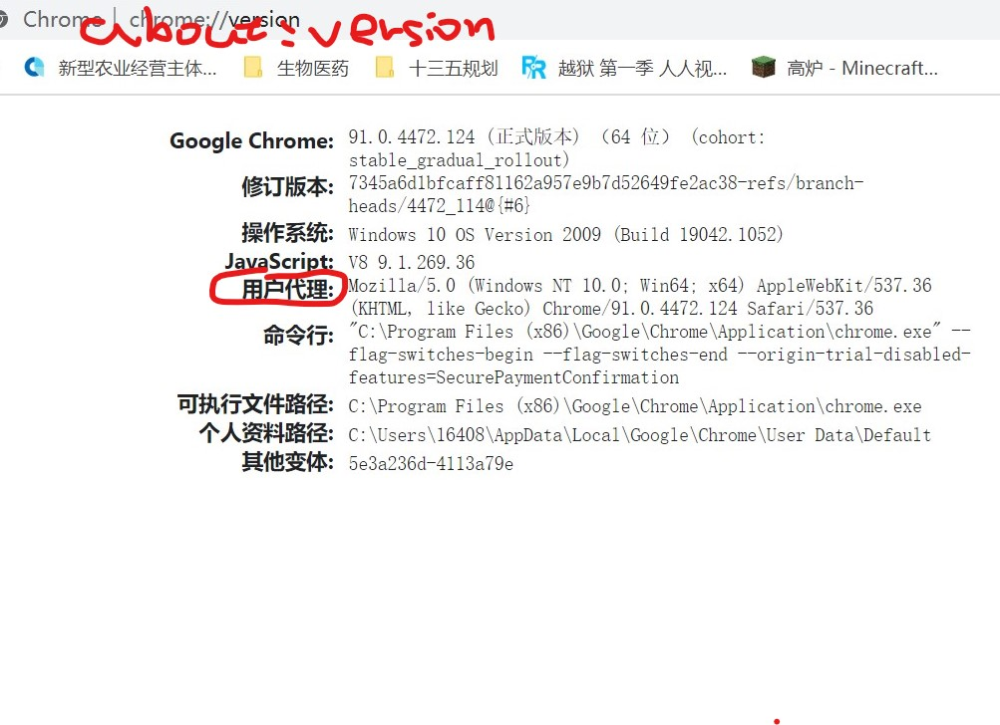 Chrome | chrome://version
about:version
新型农业经营主体... 生物医药 十三五规划 越狱 第一季 人人视... 高炉 - Minecraft...
Google Chrome: 91.0.4472.124 (正式版本) （64 位） (cohort:
stable_gradual_rollout)
修订版本: 7345a6d1bfcaff81162a957e9b7d52649fe2ac38-refs/branch-
heads/4472_114@{#6}
操作系统: Windows 10 OS Version 2009 (Build 19042.1052)
JavaScript: V8 9.1.269.36
用户代理: Mozilla/5.0 (Windows NT 10.0; Win64; x64) AppleWebKit/537.36
(KHTML, like Gecko) Chrome/91.0.4472.124 Safari/537.36
命令行: "C:\Program Files (x86)\Google\Chrome\Application\chrome.exe" --
flag-switches-begin --flag-switches-end --origin-trial-disabled-
features=SecurePaymentConfirmation
可执行文件路径: C:\Program Files (x86)\Google\Chrome\Application\chrome.exe
个人资料路径: C:\Users\16408\AppData\Local\Google\Chrome\User Data\Default
其他变体: 5e3a236d-4113a79e